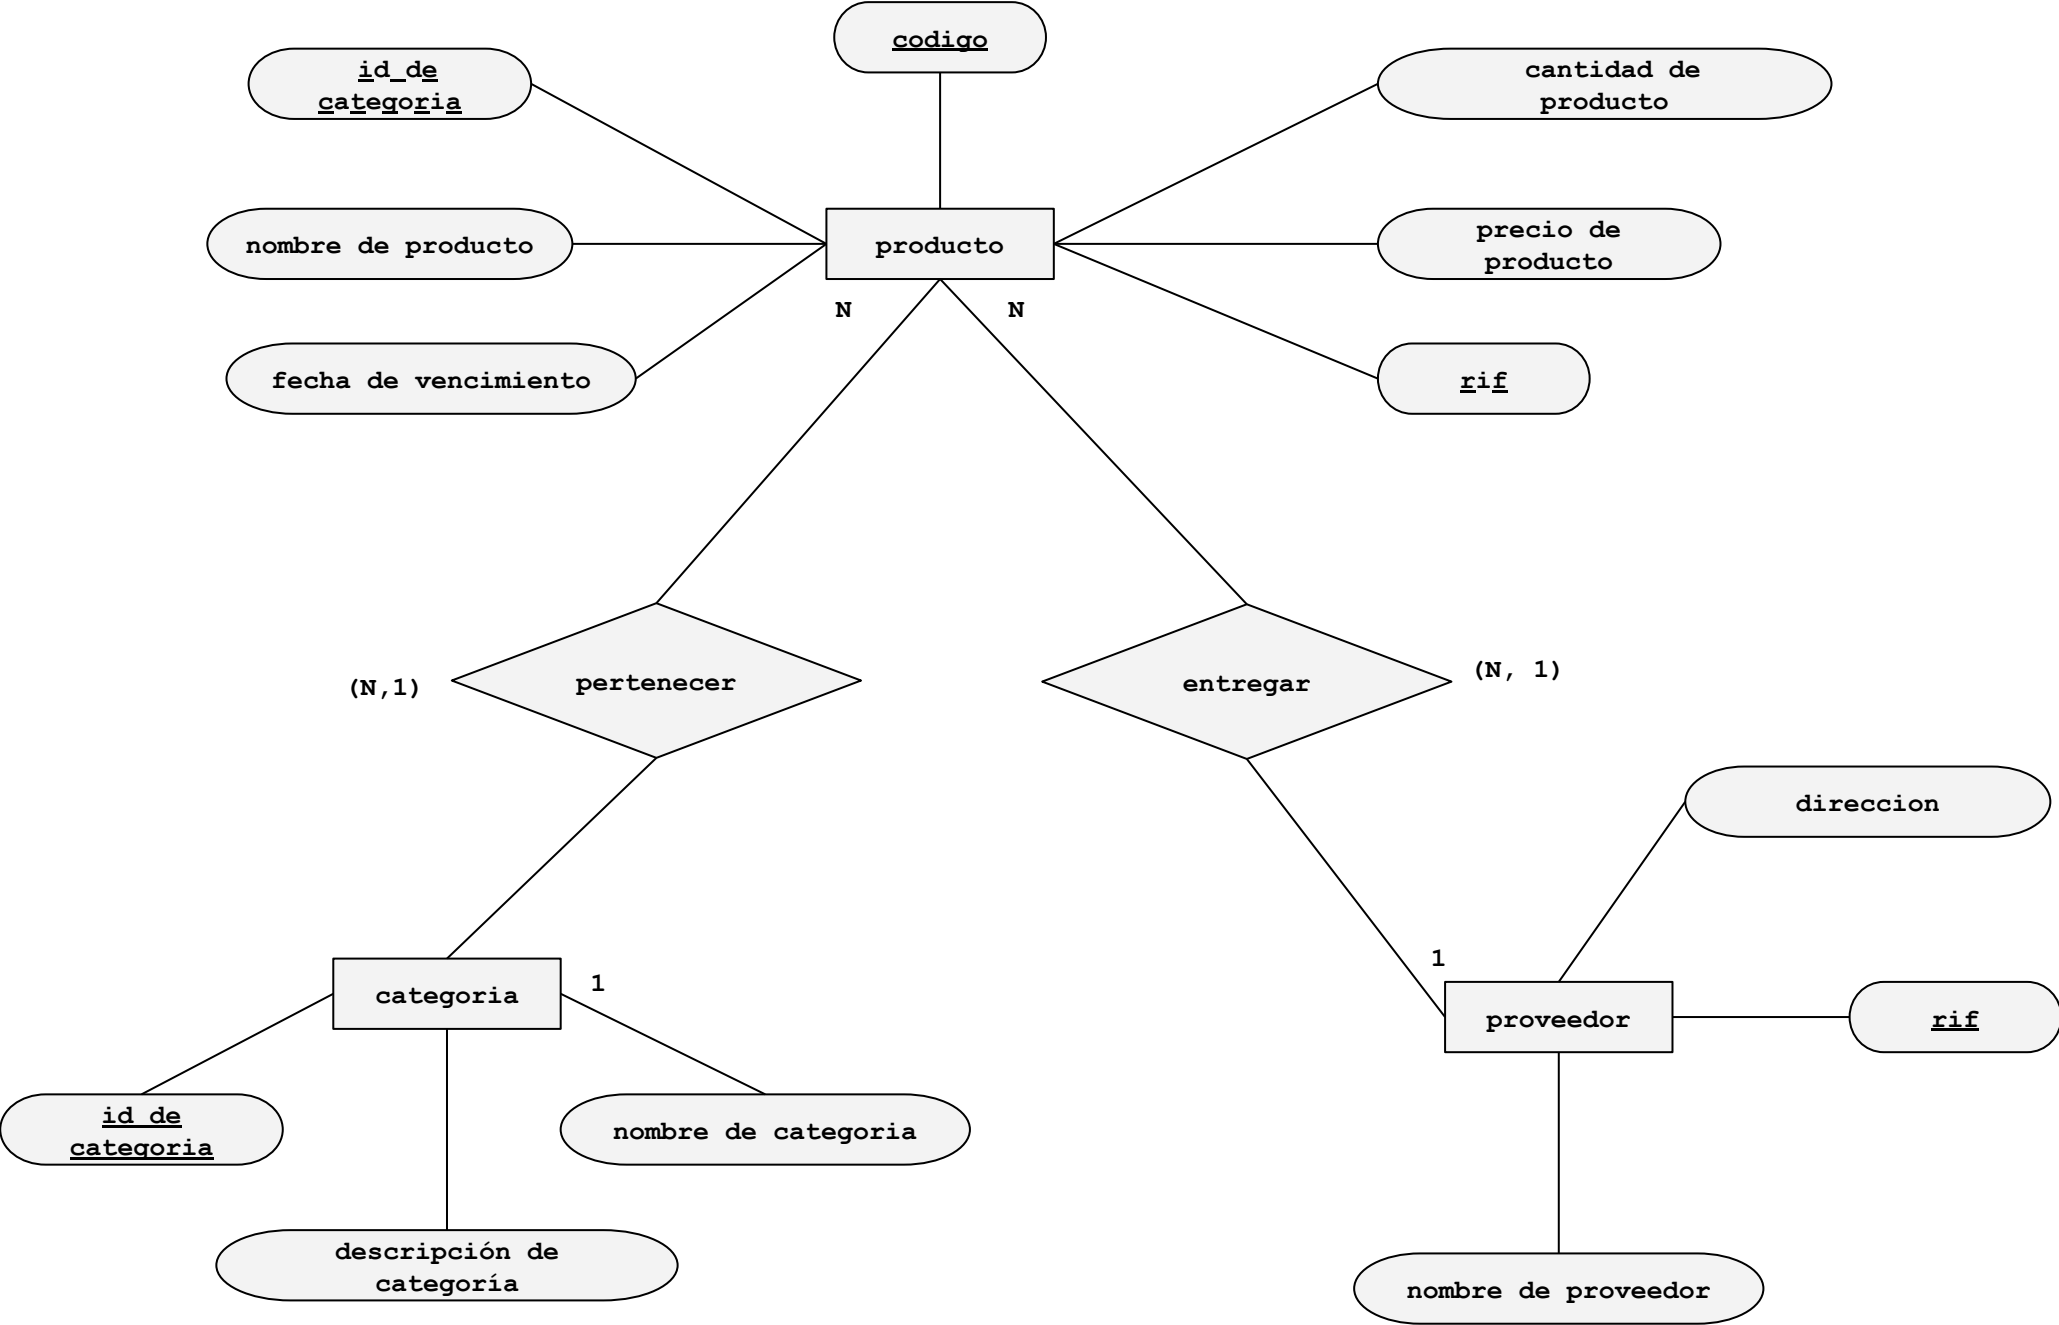 codigo
id_de
categoria
cantidad de
producto
nombre de producto
producto
precio de
producto
N
N
fecha de vencimiento
rif
(N,1)
pertenecer
entregar
(N, 1)
direccion
1
categoria
1
proveedor
rif
id de
categoria
nombre de categoria
descripción de
categoría
nombre de proveedor